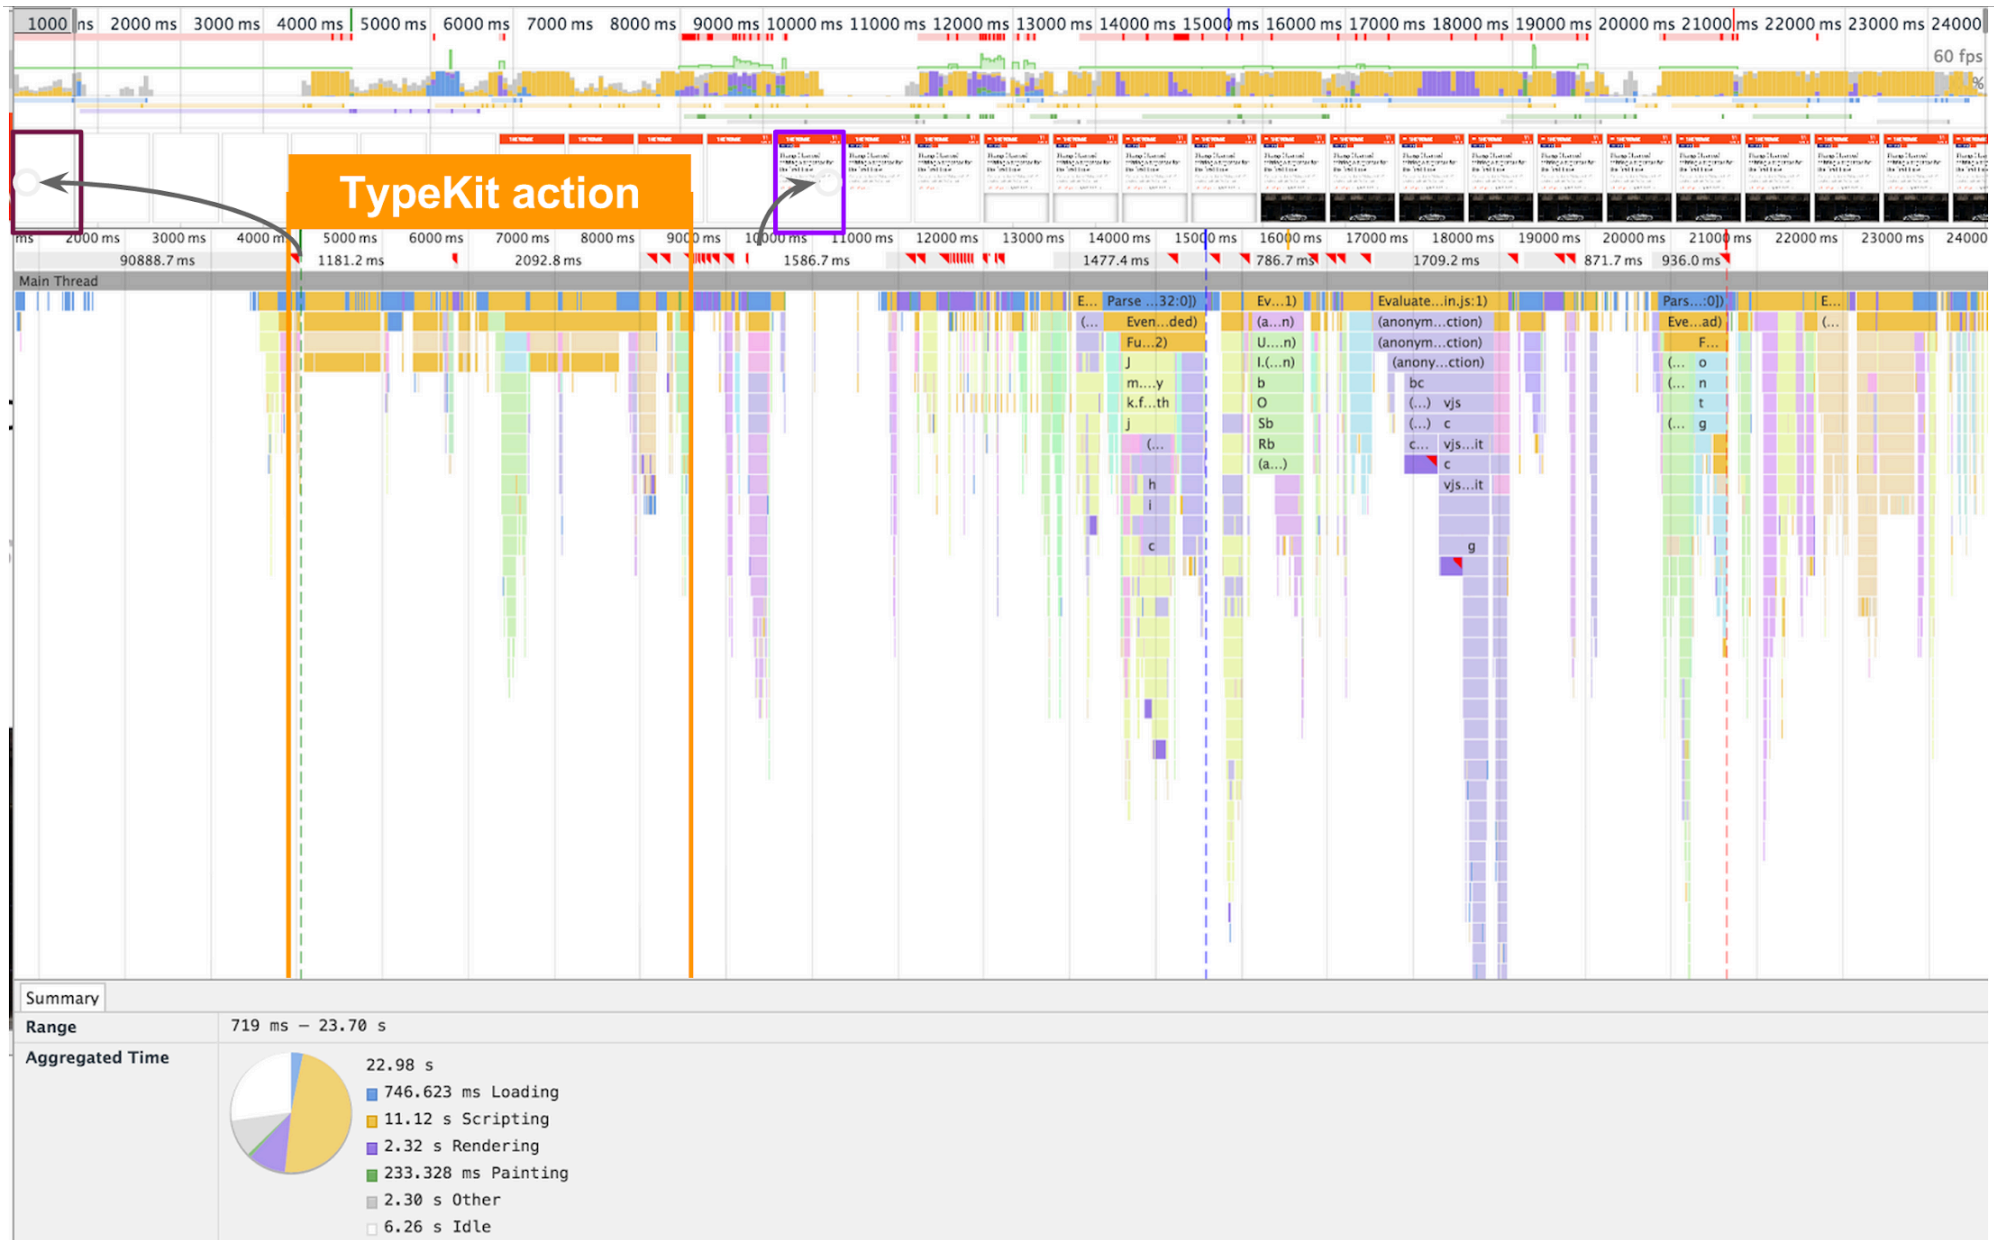 1000 ms 2000 ms 3000 ms 4000 ms 5000 ms 6000 ms 7000 ms 8000 ms 9000 ms 10000 ms 11000 ms 12000 ms 13000 ms 14000 ms 15000 ms 16000 ms 17000 ms 18000 ms 19000 ms 20000 ms 21000 ms 22000 ms 23000 ms 24000
60 fps
%
TypeKit action
ms 2000 ms 3000 ms 4000 ms 5000 ms 6000 ms 7000 ms 8000 ms 9000 ms 10000 ms 11000 ms 12000 ms 13000 ms 14000 ms 15000 ms 16000 ms 17000 ms 18000 ms 19000 ms 20000 ms 21000 ms 22000 ms 23000 ms 24000
90888.7 ms 1181.2 ms 2092.8 ms 1586.7 ms 1477.4 ms 786.7 ms 1709.2 ms 871.7 ms 936.0 ms
Main Thread
E... Parse ...32:0]) Ev...1) Evaluate...in.js:1) Pars...:0]) E...
(... Even...ded) (a...n) (anonym...ction) Eve...ad) (...
Fu...2) U....n) (anonym...ction) F...
J l.(...n) (anony...ction) (... o
m....y b bc (... n
k.f...th O (...) vjs t
j Sb (...) c (... g
(... Rb c... vjs...it
(a...) c
h vjs...it
i
c g
Summary
Range 719 ms – 23.70 s
Aggregated Time
22.98 s
746.623 ms Loading
11.12 s Scripting
2.32 s Rendering
233.328 ms Painting
2.30 s Other
6.26 s Idle